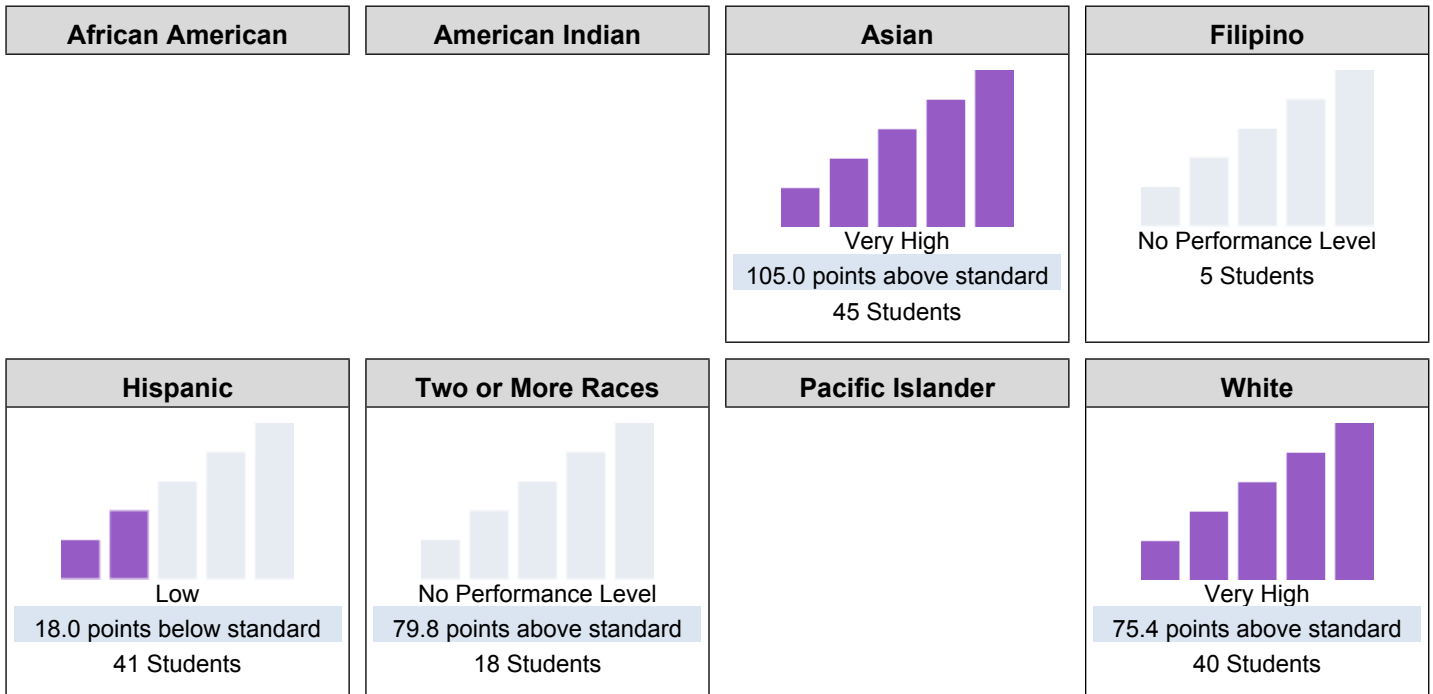 African American
American Indian
Asian
Filipino
Very High
105.0 points above standard
45 Students
No Performance Level
5 Students
Hispanic
Two or More Races
Pacific Islander
White
Low
18.0 points below standard
41 Students
No Performance Level
79.8 points above standard
18 Students
Very High
75.4 points above standard
40 Students